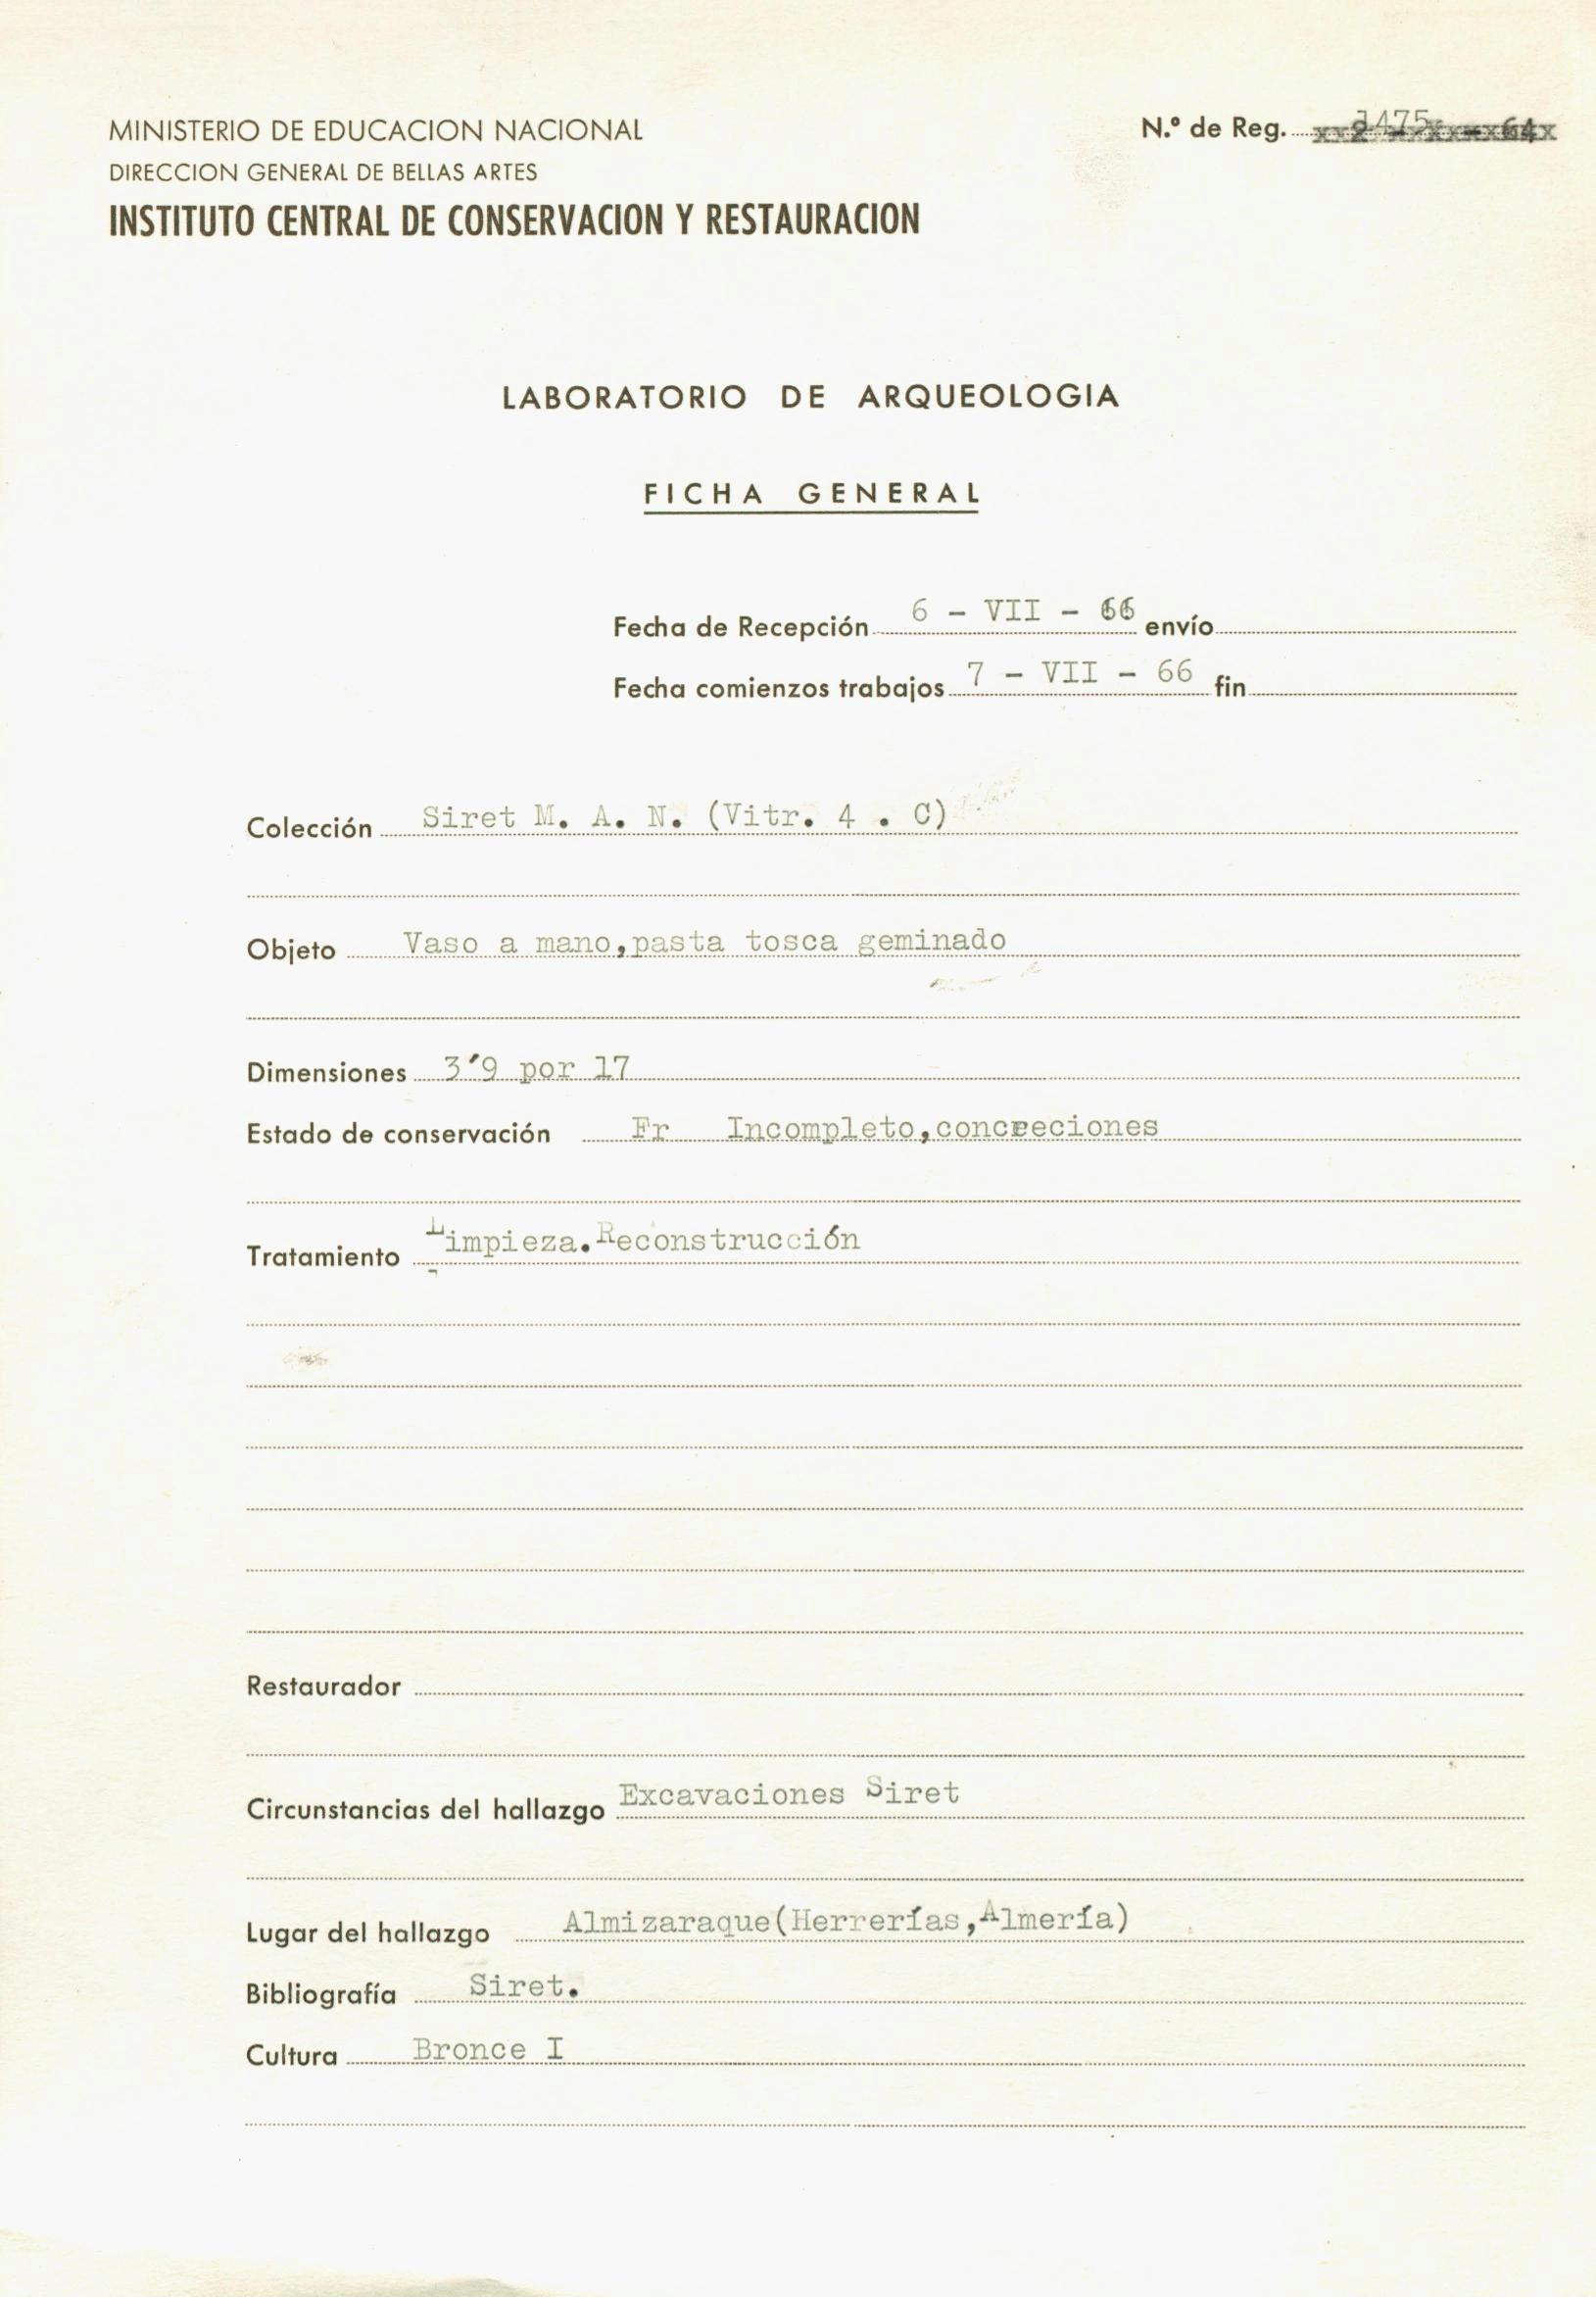 MINISTERIO DE EDUCACION NACIONAL
DIRECCION GENERAL DE BELLAS ARTES
INSTITUTO CENTRAL DE CONSERVACION Y RESTAURACION
N.º de Reg. 1475
LABORATORIO DE ARQUEOLOGIA
FICHA GENERAL
Fecha de Recepción 6 - VII - 66 envío
Fecha comienzos trabajos 7 - VII - 66 fin
Colección Siret M. A. N. (Vitr. 4 . C)
Objeto Vaso a mano,pasta tosca geminado
Dimensiones 3'9 por 17
Estado de conservación Fr Incompleto,concreciones
Tratamiento Limpieza.Reconstrucción
Restaurador
Circunstancias del hallazgo Excavaciones Siret
Lugar del hallazgo Almizaraque(Herrerías,Almería)
Bibliografía Siret.
Cultura Bronce I